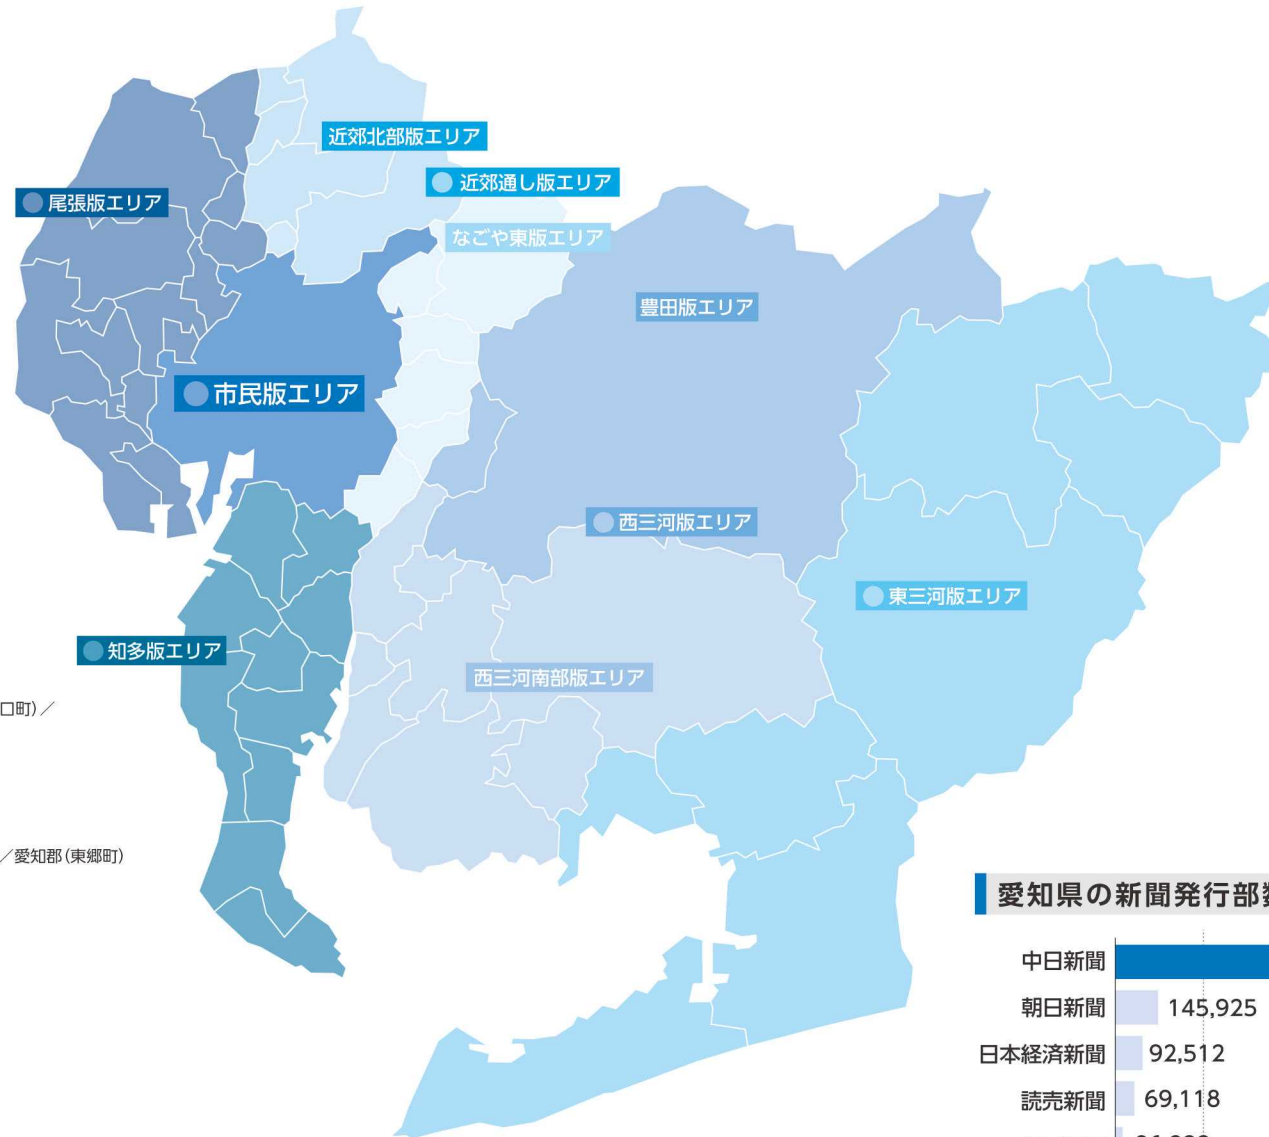 近郊北部版エリア
近郊通し版エリア
尾張版エリア
なごや東版エリア
豊田版エリア
市民版エリア
西三河版エリア
東三河版エリア
知多版エリア
西三河南部版エリア
口町）／
／愛知郡（東郷町）
愛知県の新聞発行部
中日新聞
朝日新聞 145,925
日本経済新聞 92,512
読売新聞 69,118